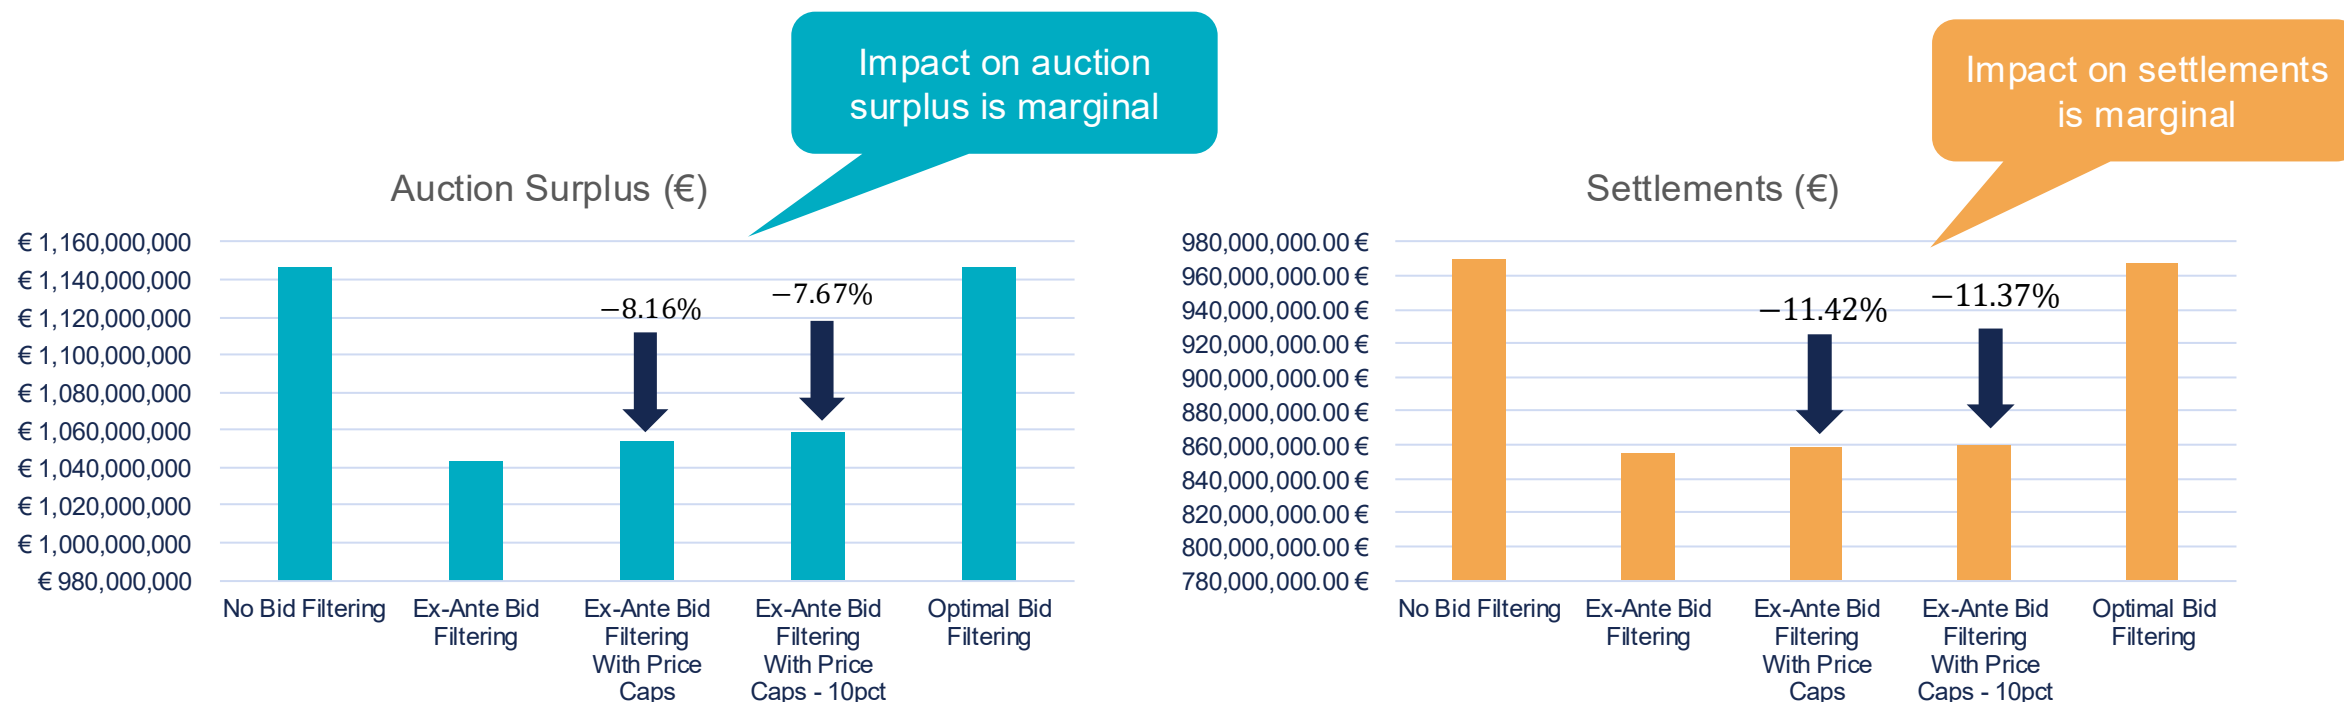 Impact on auction
surplus is marginal
Impact on settlements
is marginal
Auction Surplus (€)
€ 1,160,000,000
€ 1,140,000,000
€ 1,120,000,000
€ 1,100,000,000
€ 1,080,000,000
€ 1,060,000,000
€ 1,040,000,000
€ 1,020,000,000
€ 1,000,000,000
€ 980,000,000
−8.16%
−7.67%
No Bid Filtering
Ex-Ante Bid
Filtering
Ex-Ante Bid
Filtering
With Price
Caps
Ex-Ante Bid
Filtering
With Price
Caps - 10pct
Optimal Bid
Filtering
Settlements (€)
980,000,000.00 €
960,000,000.00 €
940,000,000.00 €
920,000,000.00 €
900,000,000.00 €
880,000,000.00 €
860,000,000.00 €
840,000,000.00 €
820,000,000.00 €
800,000,000.00 €
780,000,000.00 €
−11.42%
−11.37%
No Bid Filtering
Ex-Ante Bid
Filtering
Ex-Ante Bid
Filtering
With Price
Caps
Ex-Ante Bid
Filtering
With Price
Caps - 10pct
Optimal Bid
Filtering